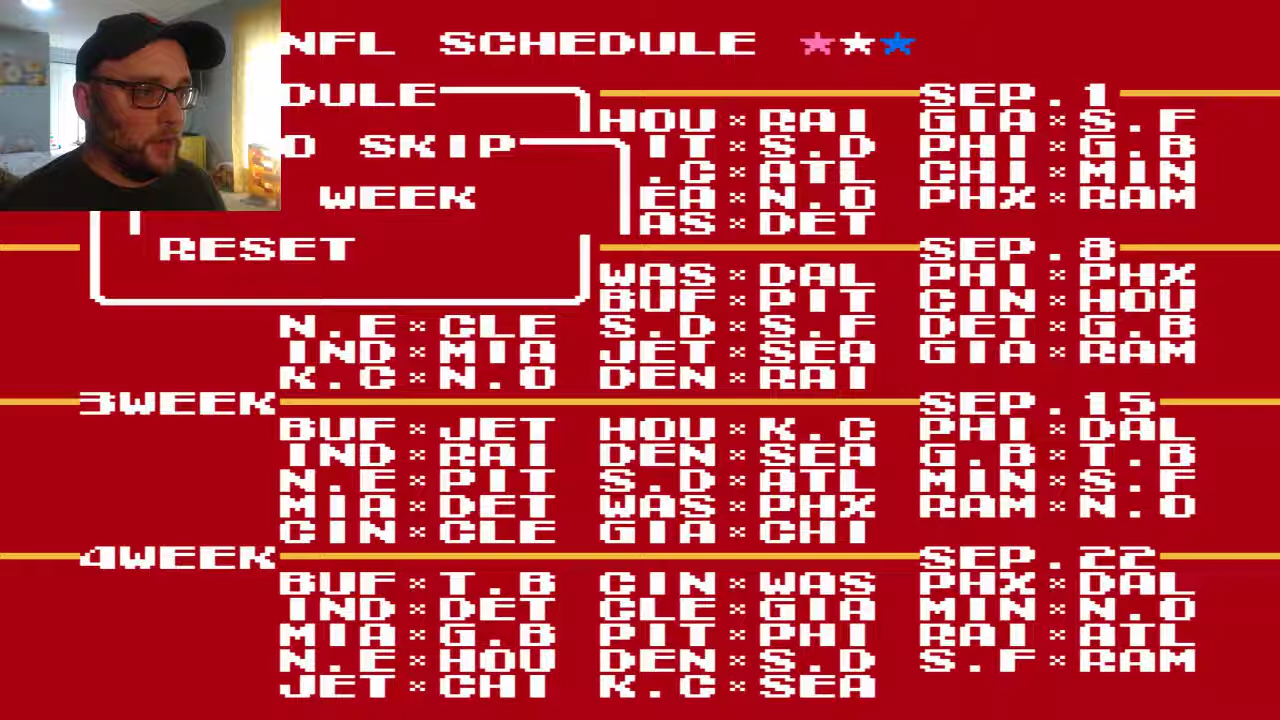 NFL SCHEDULE
DULE SEP.1
HOU × RAI GIA × S.F
O SKIP IT × S.D PHI × G.B
.C × ATL CHI × MIN
WEEK EA × N.O PHX × RAM
AS × DET
RESET SEP.8
WAS × DAL PHI × PHX
BUF × PIT CIN × HOU
N.E × CLE S.D × S.F DET × G.B
IND × MIA JET × SEA GIA × RAM
K.C × N.O DEN × RAI
3WEEK SEP.15
BUF × JET HOU × K.C PHI × DAL
IND × RAI DEN × SEA G.B × T.B
N.E × PIT S.D × ATL MIN × S.F
MIA × DET WAS × PHX RAM × N.O
CIN × CLE GIA × CHI
4WEEK SEP.22
BUF × T.B CIN × WAS PHX × DAL
IND × DET CLE × GIA MIN × N.O
MIA × G.B PIT × PHI RAI × ATL
N.E × HOU DEN × S.D S.F × RAM
JET × CHI K.C × SEA